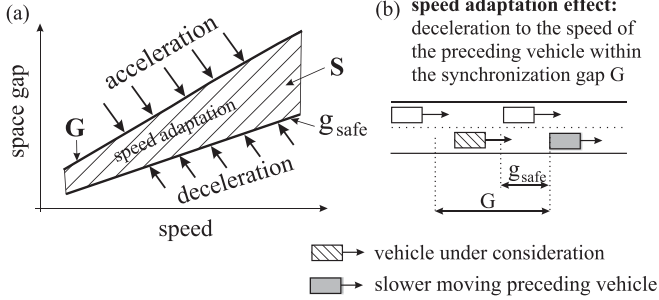 (a)
space gap
speed
acceleration
speed adaptation
deceleration
G
S
g safe
(b)
speed adaptation effect:
deceleration to the speed of
the preceding vehicle within
the synchronization gap G
g safe
G
vehicle under consideration
slower moving preceding vehicle